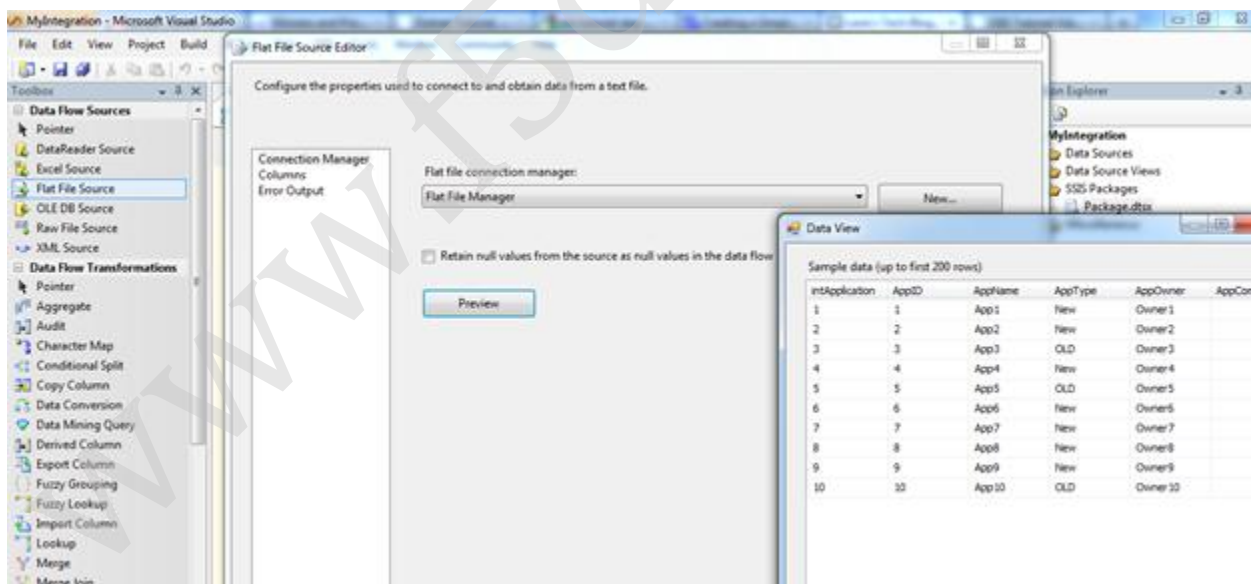 MyIntegration - Microsoft Visual Studio
File Edit View Project Build
Toolbox
Data Flow Sources
Pointer
DataReader Source
Excel Source
Flat File Source
OLE DB Source
Raw File Source
XML Source
Data Flow Transformations
Pointer
Aggregate
Audit
Character Map
Conditional Split
Copy Column
Data Conversion
Data Mining Query
Derived Column
Export Column
Fuzzy Grouping
Fuzzy Lookup
Import Column
Lookup
Merge
Merge Join
Flat File Source Editor
Configure the properties used to connect to and obtain data from a text file.
Connection Manager
Columns
Error Output
Flat file connection manager:
Flat File Manager
New...
Retain null values from the source as null values in the data flow
Preview
Explorer
MyIntegration
Data Sources
Data Source Views
SSIS Packages
Package.dtsx
Data View
Sample data (up to first 200 rows)
intApplication AppID AppName AppType AppOwner AppCon
1 1 App1 New Owner1
2 2 App2 New Owner2
3 3 App3 OLD Owner3
4 4 App4 New Owner4
5 5 App5 OLD Owner5
6 6 App6 New Owner6
7 7 App7 New Owner7
8 8 App8 New Owner8
9 9 App9 New Owner9
10 10 App10 OLD Owner10